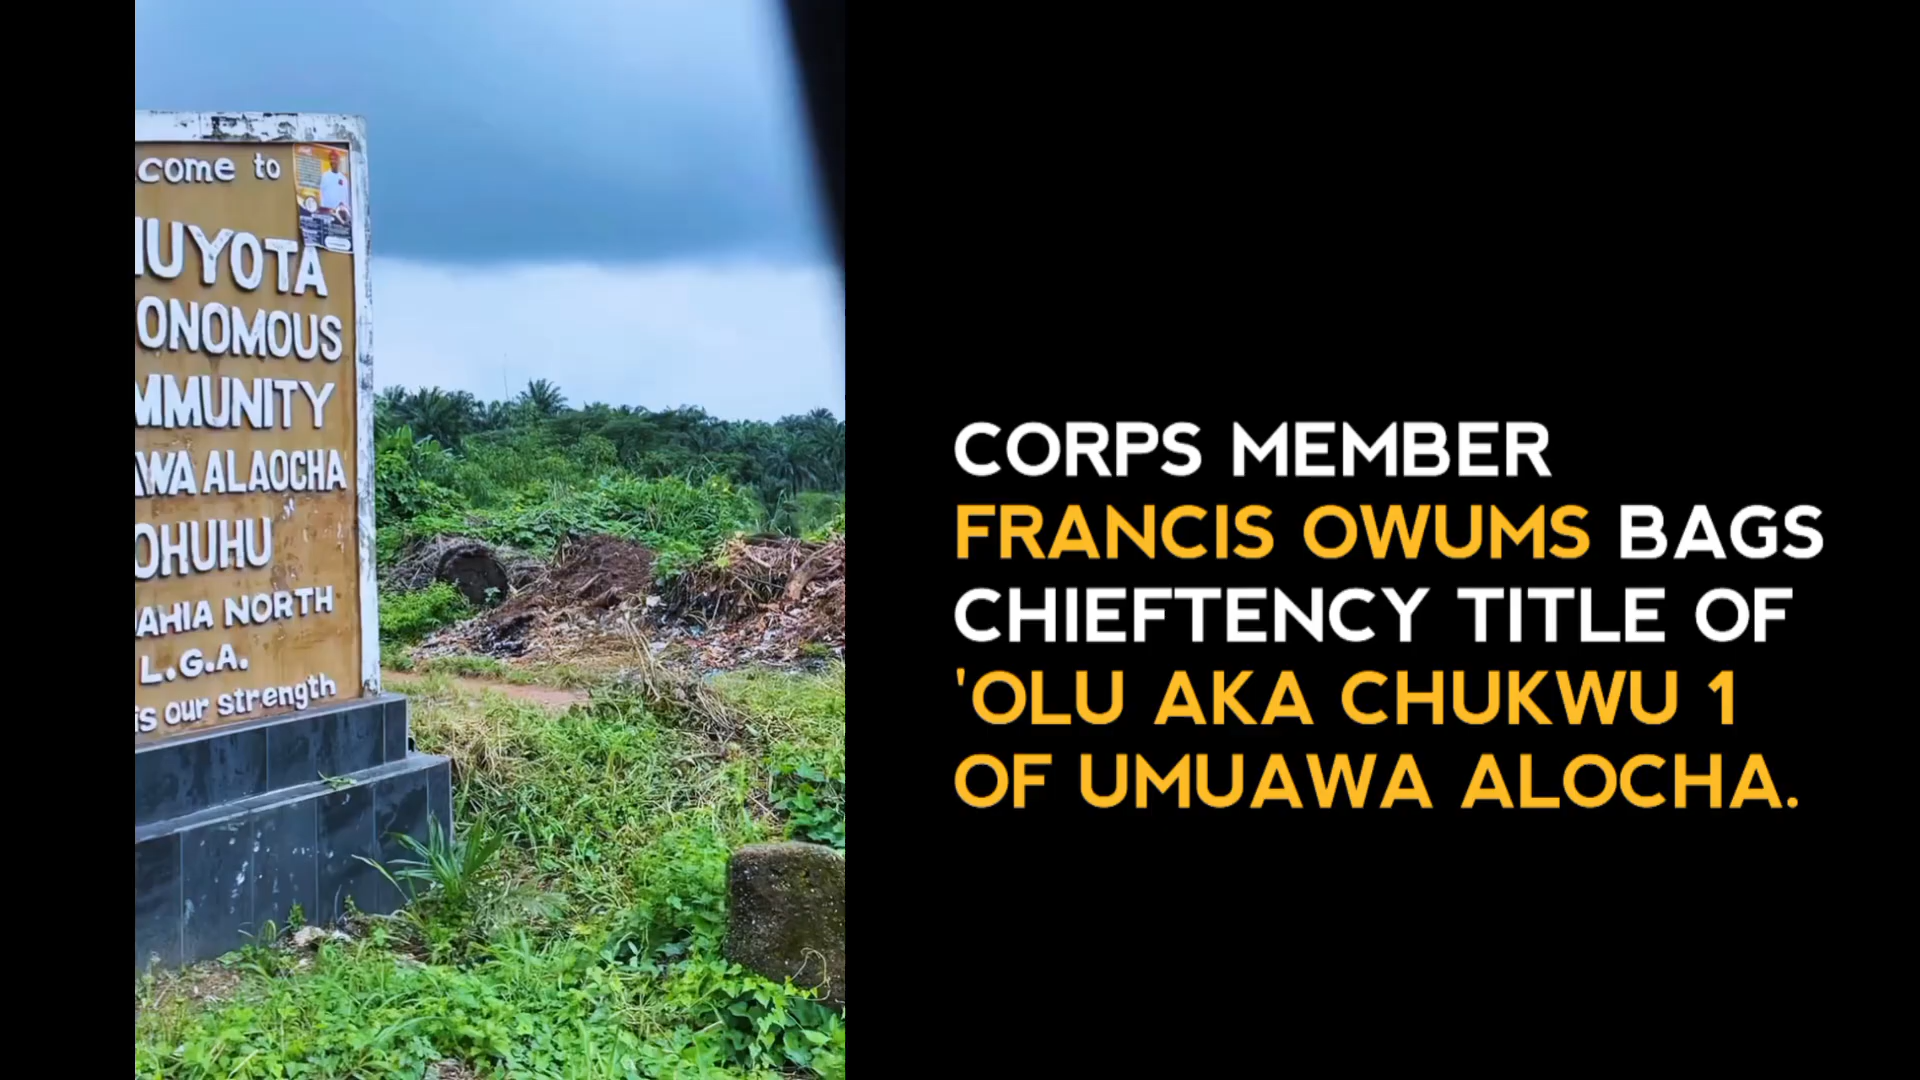 come to
UYOTA
ONOMOUS
MMUNITY
AWA ALAOCHA
OHUHU
AHIA NORTH
L.G.A.
is our strength
CORPS MEMBER
FRANCIS OWUMS BAGS
CHIEFTENCY TITLE OF
'OLU AKA CHUKWU 1
OF UMUAWA ALOCHA.